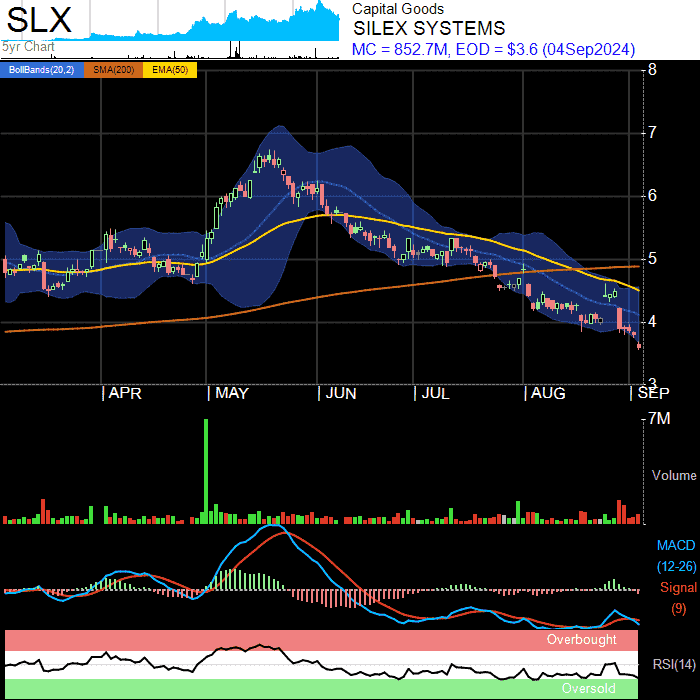 SLX
5yr Chart
Capital Goods
SILEX SYSTEMS
MC = 852.7M, EOD = $3.6 (04Sep2024)
BollBands(20,2) SMA(200) EMA(50)
8
7
6
5
4
3
APR MAY JUN JUL AUG SEP
7M
Volume
MACD
(12-26)
Signal
(9)
Overbought
RSI(14)
Oversold